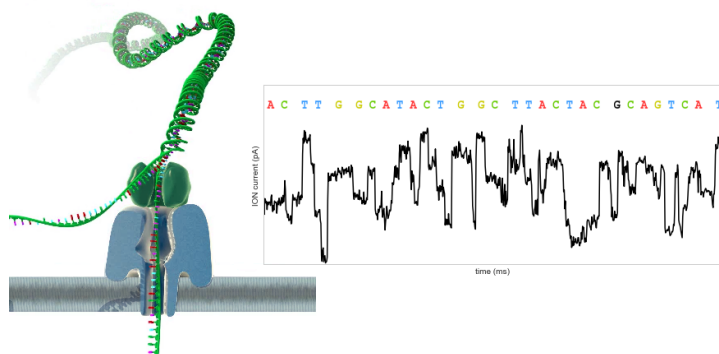 A C T T G G C A T A C T G G C T T A C T A C G C A G T C A T
ION current (pA)
time (ms)